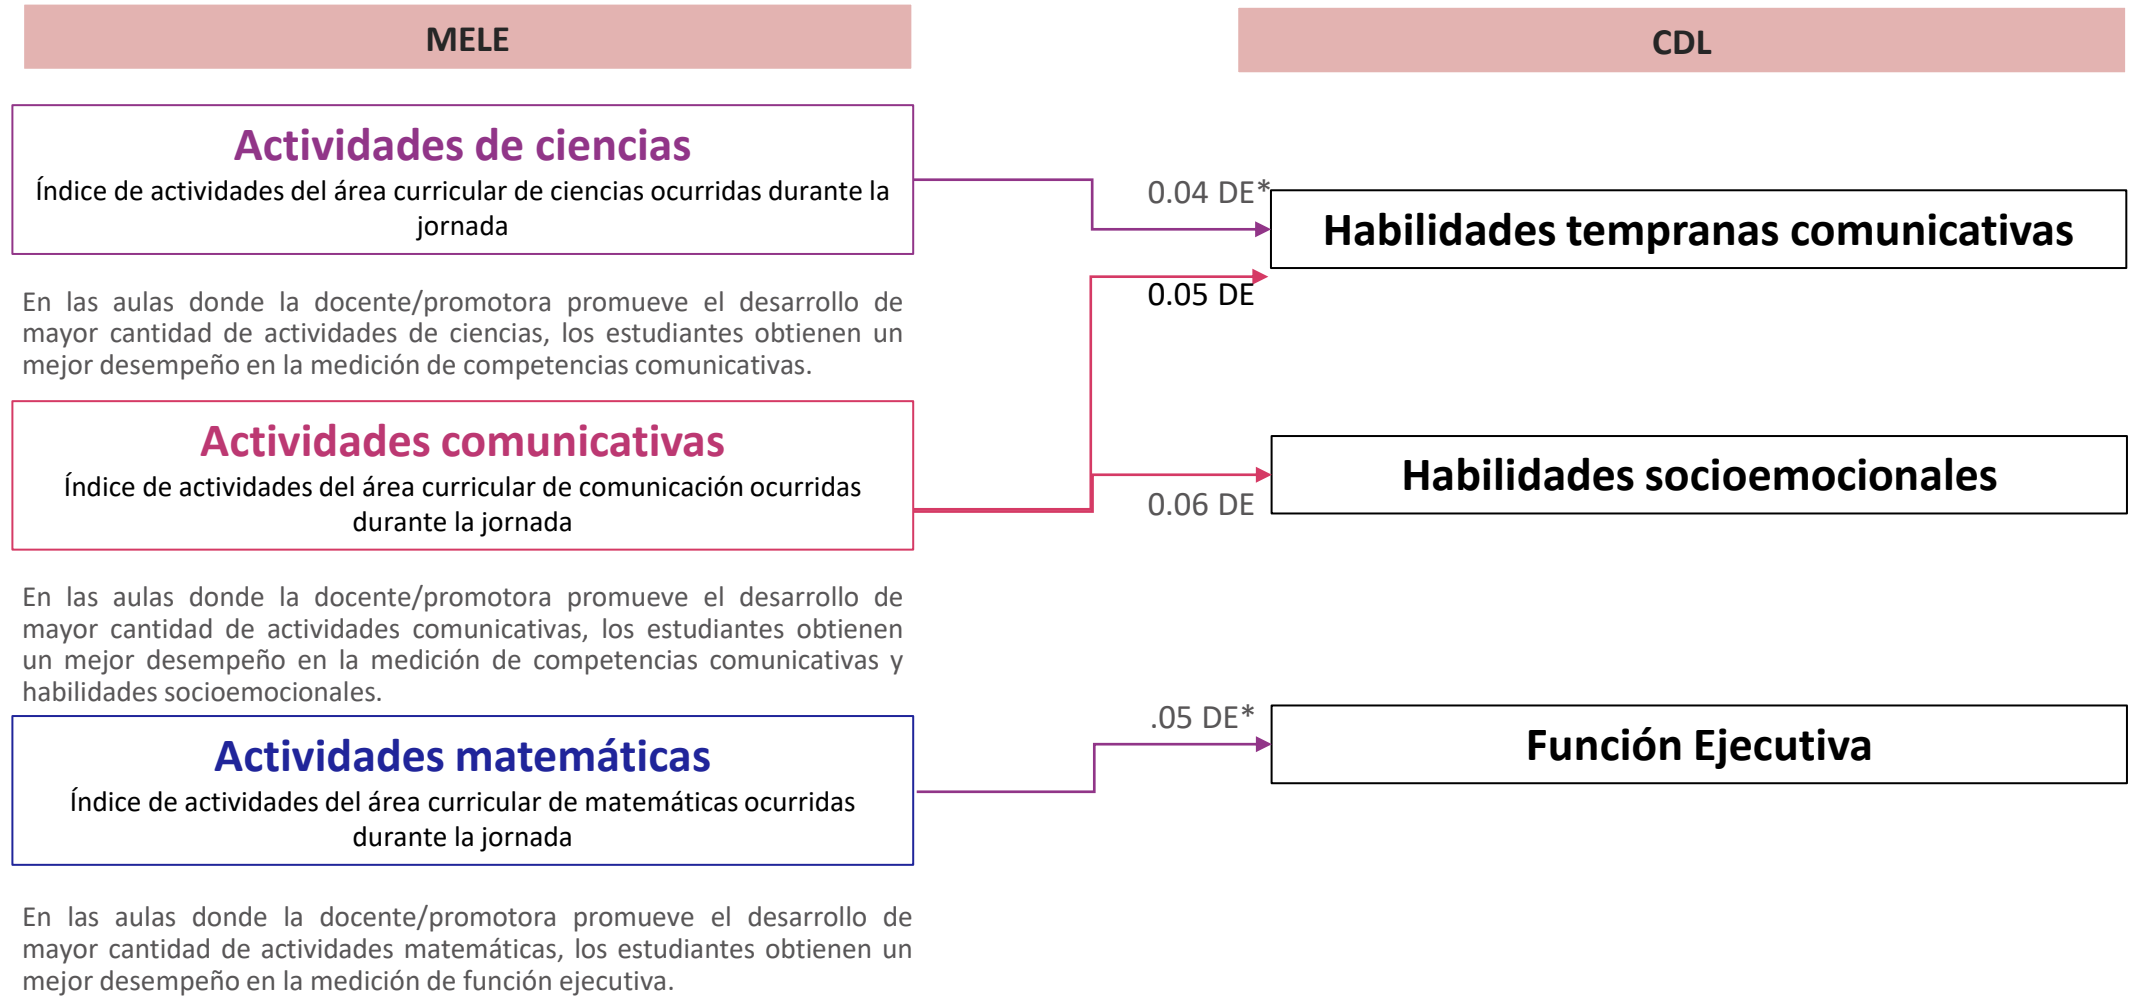 MELE
CDL
Actividades de ciencias
Índice de actividades del área curricular de ciencias ocurridas durante la
jornada
0.04 DE*
Habilidades tempranas comunicativas
0.05 DE
En las aulas donde la docente/promotora promueve el desarrollo de
mayor cantidad de actividades de ciencias, los estudiantes obtienen un
mejor desempeño en la medición de competencias comunicativas.
Actividades comunicativas
Índice de actividades del área curricular de comunicación ocurridas
durante la jornada
Habilidades socioemocionales
0.06 DE
En las aulas donde la docente/promotora promueve el desarrollo de
mayor cantidad de actividades comunicativas, los estudiantes obtienen
un mejor desempeño en la medición de competencias comunicativas y
habilidades socioemocionales.
Actividades matemáticas
Índice de actividades del área curricular de matemáticas ocurridas
durante la jornada
.05 DE*
Función Ejecutiva
En las aulas donde la docente/promotora promueve el desarrollo de
mayor cantidad de actividades matemáticas, los estudiantes obtienen un
mejor desempeño en la medición de función ejecutiva.